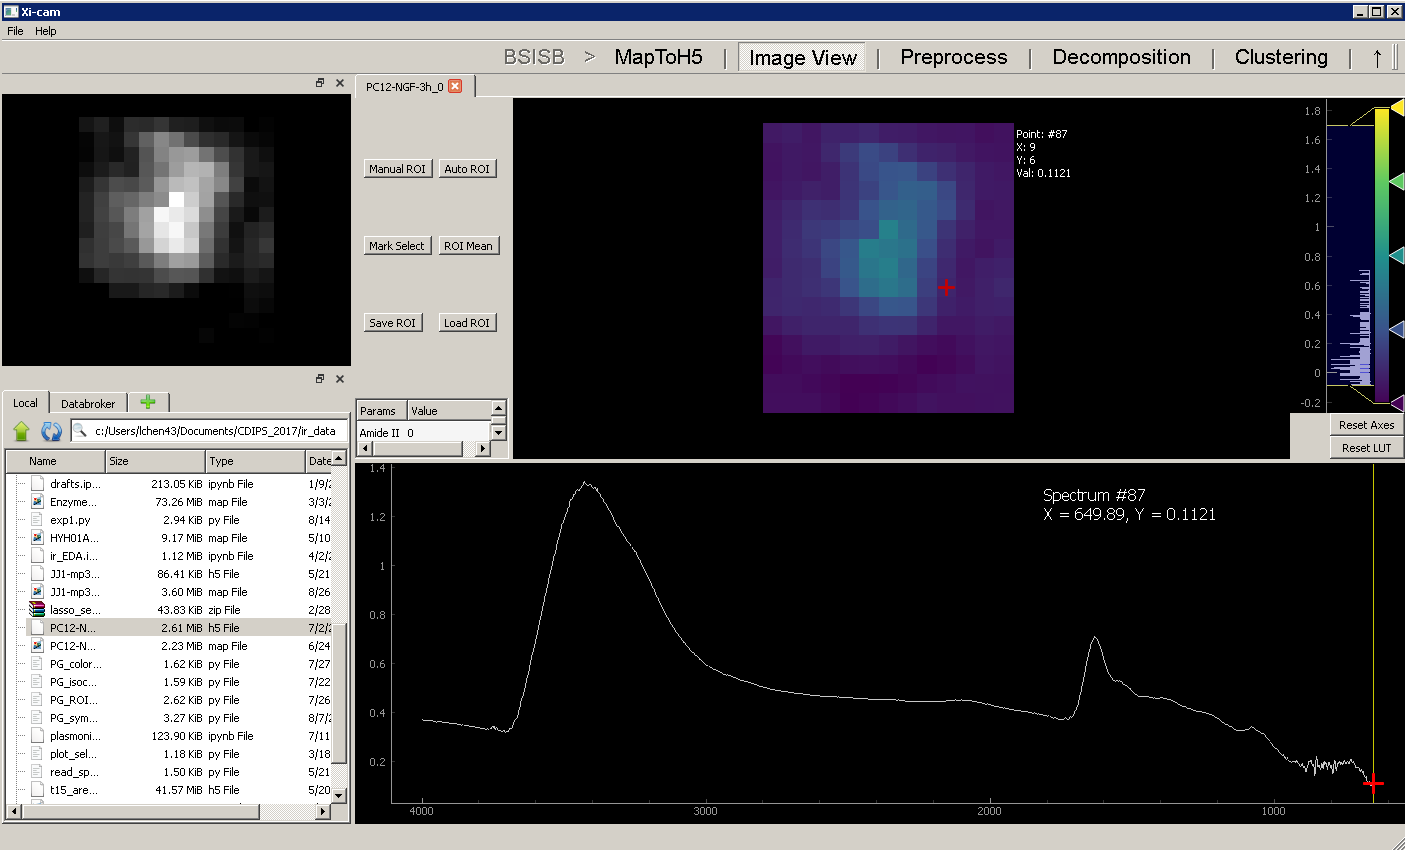 Xi-cam
File Help
BSISB > MapToH5 | Image View | Preprocess | Decomposition | Clustering | ↑
PC12-NGF-3h_0
Manual ROI Auto ROI
Mark Select ROI Mean
Save ROI Load ROI
Params Value
Amide II 0
Point: #87
X: 9
Y: 6
Val: 0.1121
1.8
1.6
1.4
1.2
1
0.8
0.6
0.4
0.2
0
-0.2
Reset Axes
Reset LUT
Local Databroker
c:/Users/lchen43/Documents/CDIPS_2017/ir_data
Name Size Type Date
drafts.ip... 213.05 KiB ipynb File 1/9/2
Enzyme... 73.26 MiB map File 3/3/2
exp1.py 2.94 KiB py File 8/14
HYH01A... 9.17 MiB map File 5/10
ir_EDA.i... 1.12 MiB ipynb File 4/2/2
JJ1-mp3... 86.41 KiB h5 File 5/21
JJ1-mp3... 3.60 MiB map File 8/26
lasso_se... 43.83 KiB zip File 2/28
PC12-N... 2.61 MiB h5 File 7/2/2
PC12-N... 2.23 MiB map File 6/24
PG_color... 1.62 KiB py File 7/27
PG_isoc... 1.59 KiB py File 7/22
PG_ROI... 2.62 KiB py File 7/26
PG_sym... 3.27 KiB py File 8/7/2
plasmoni... 123.90 KiB ipynb File 7/11
plot_sel... 1.18 KiB py File 3/18
read_sp... 1.50 KiB py File 5/21
t15_are... 41.57 MiB h5 File 5/20
Spectrum #87
X = 649.89, Y = 0.1121
1.4
1.2
1
0.8
0.6
0.4
0.2
4000 3000 2000 1000